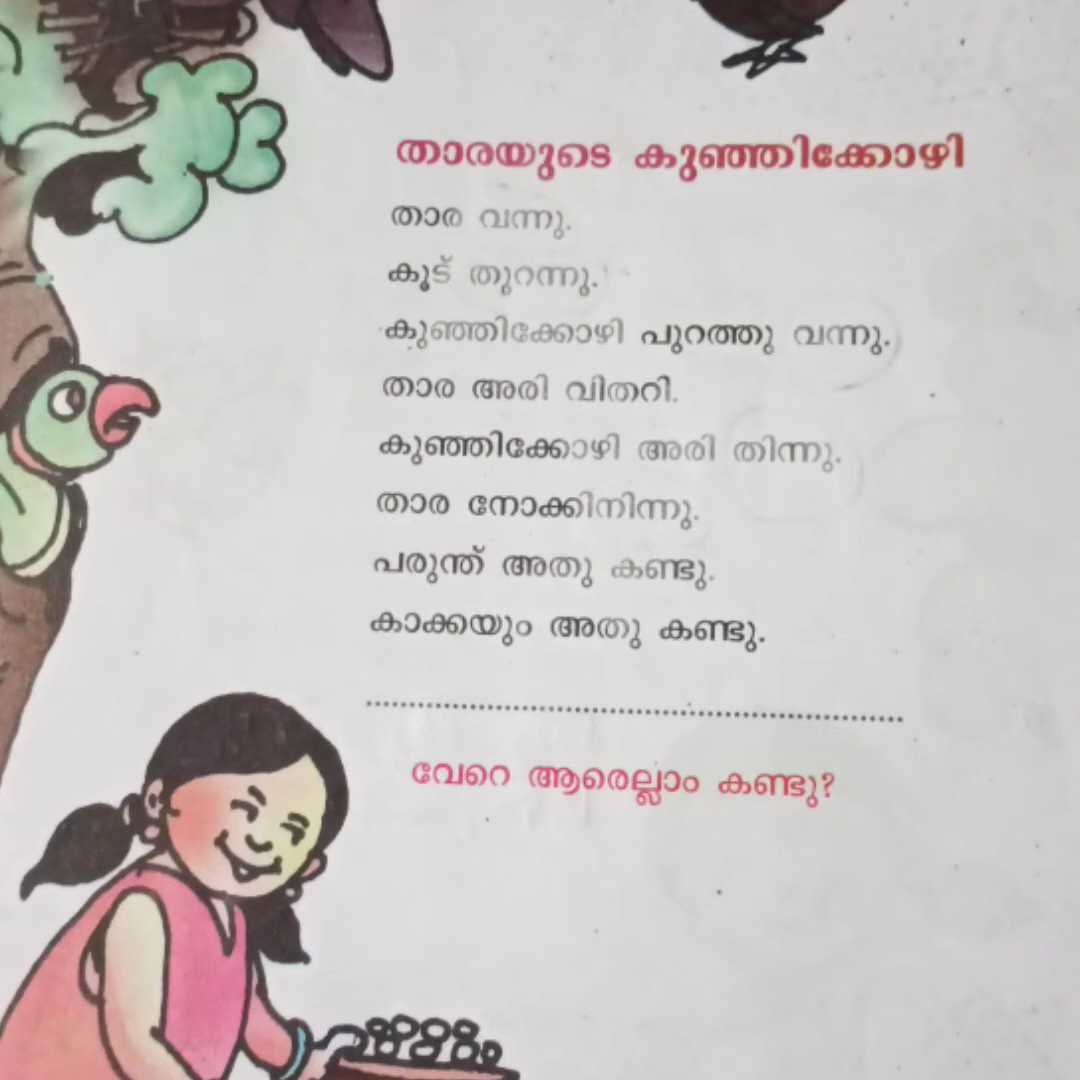 താരയുടെ കുഞ്ഞിക്കോഴി
താര വന്നു.
കൂട് തുറന്നു.
കുഞ്ഞിക്കോഴി പുറത്തു വന്നു.
താര അരി വിതറി.
കുഞ്ഞിക്കോഴി അരി തിന്നു.
താര നോക്കിനിന്നു.
പരുന്ത് അതു കണ്ടു.
കാക്കയും അതു കണ്ടു.
വേറെ ആരെല്ലാം കണ്ടു?